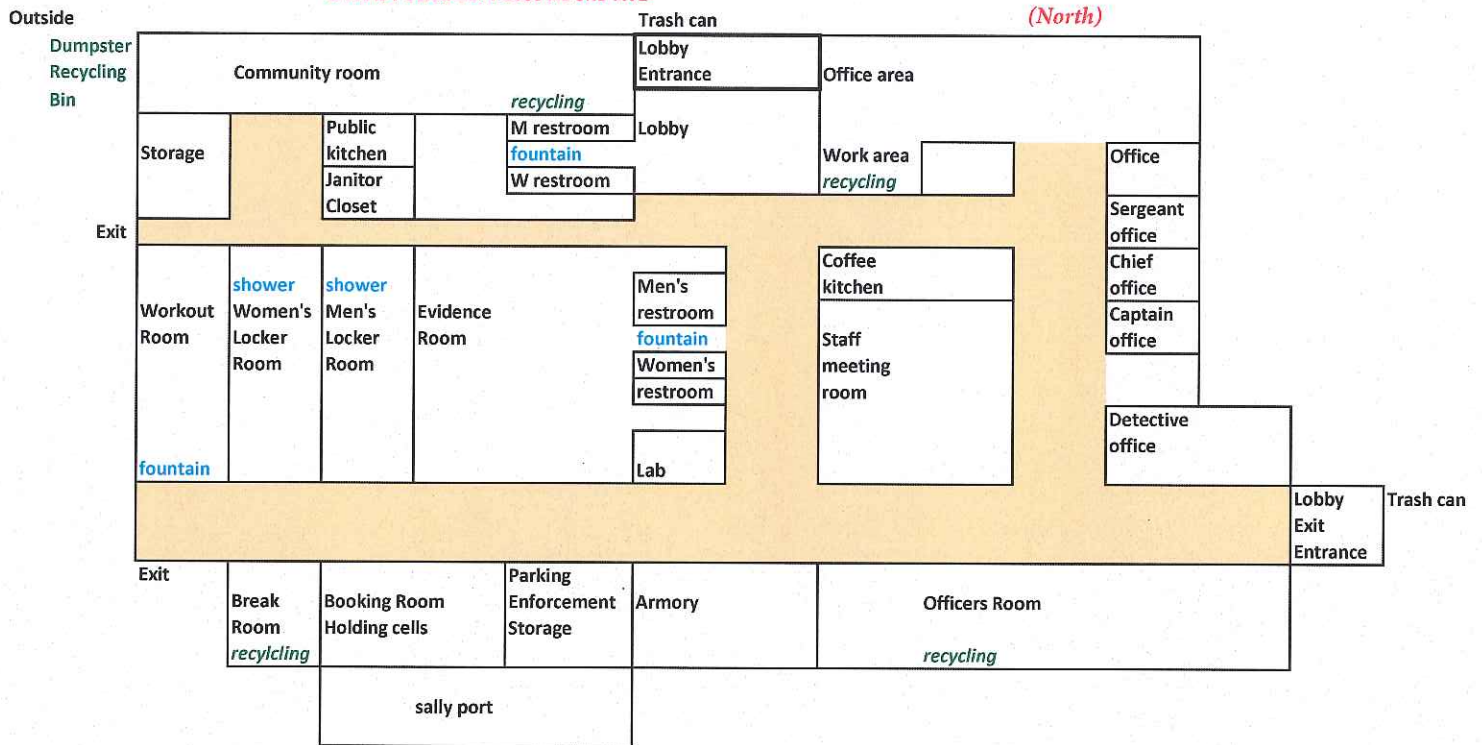 Outside
Trash can
(North)
Dumpster
Recycling
Bin
Community room
recycling
Lobby
Entrance
Office area
Storage
Public
kitchen
Janitor
Closet
M restroom
fountain
W restroom
Lobby
Work area
recycling
Office
Sergeant
office
Chief
office
Captain
office
Exit
Workout
Room
fountain
shower
Women's
Locker
Room
shower
Men's
Locker
Room
Evidence
Room
Men's
restroom
fountain
Women's
restroom
Lab
Coffee
kitchen
Staff
meeting
room
Detective
office
Lobby
Exit
Entrance
Trash can
Exit
Break
Room
recylcling
Booking Room
Holding cells
Parking
Enforcement
Storage
Armory
Officers Room
recycling
sally port